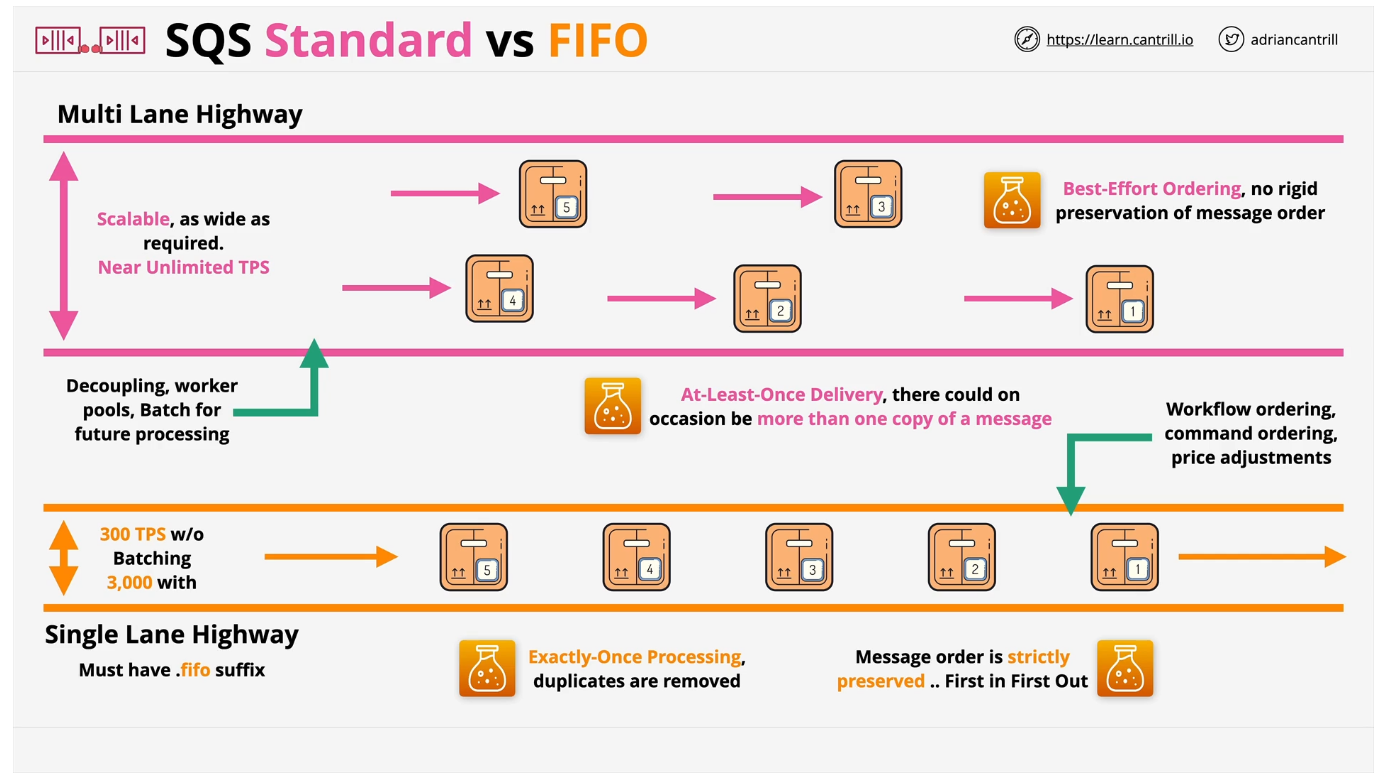 SQS Standard vs FIFO
https://learn.cantrill.io
adriancantrill
Multi Lane Highway
Scalable, as wide as
required.
Near Unlimited TPS
5
3
4
2
1
Best-Effort Ordering, no rigid
preservation of message order
Decoupling, worker
pools, Batch for
future processing
At-Least-Once Delivery, there could on
occasion be more than one copy of a message
Workflow ordering,
command ordering,
price adjustments
300 TPS w/o
Batching
3,000 with
5
4
3
2
1
Single Lane Highway
Must have .fifo suffix
Exactly-Once Processing,
duplicates are removed
Message order is strictly
preserved .. First in First Out